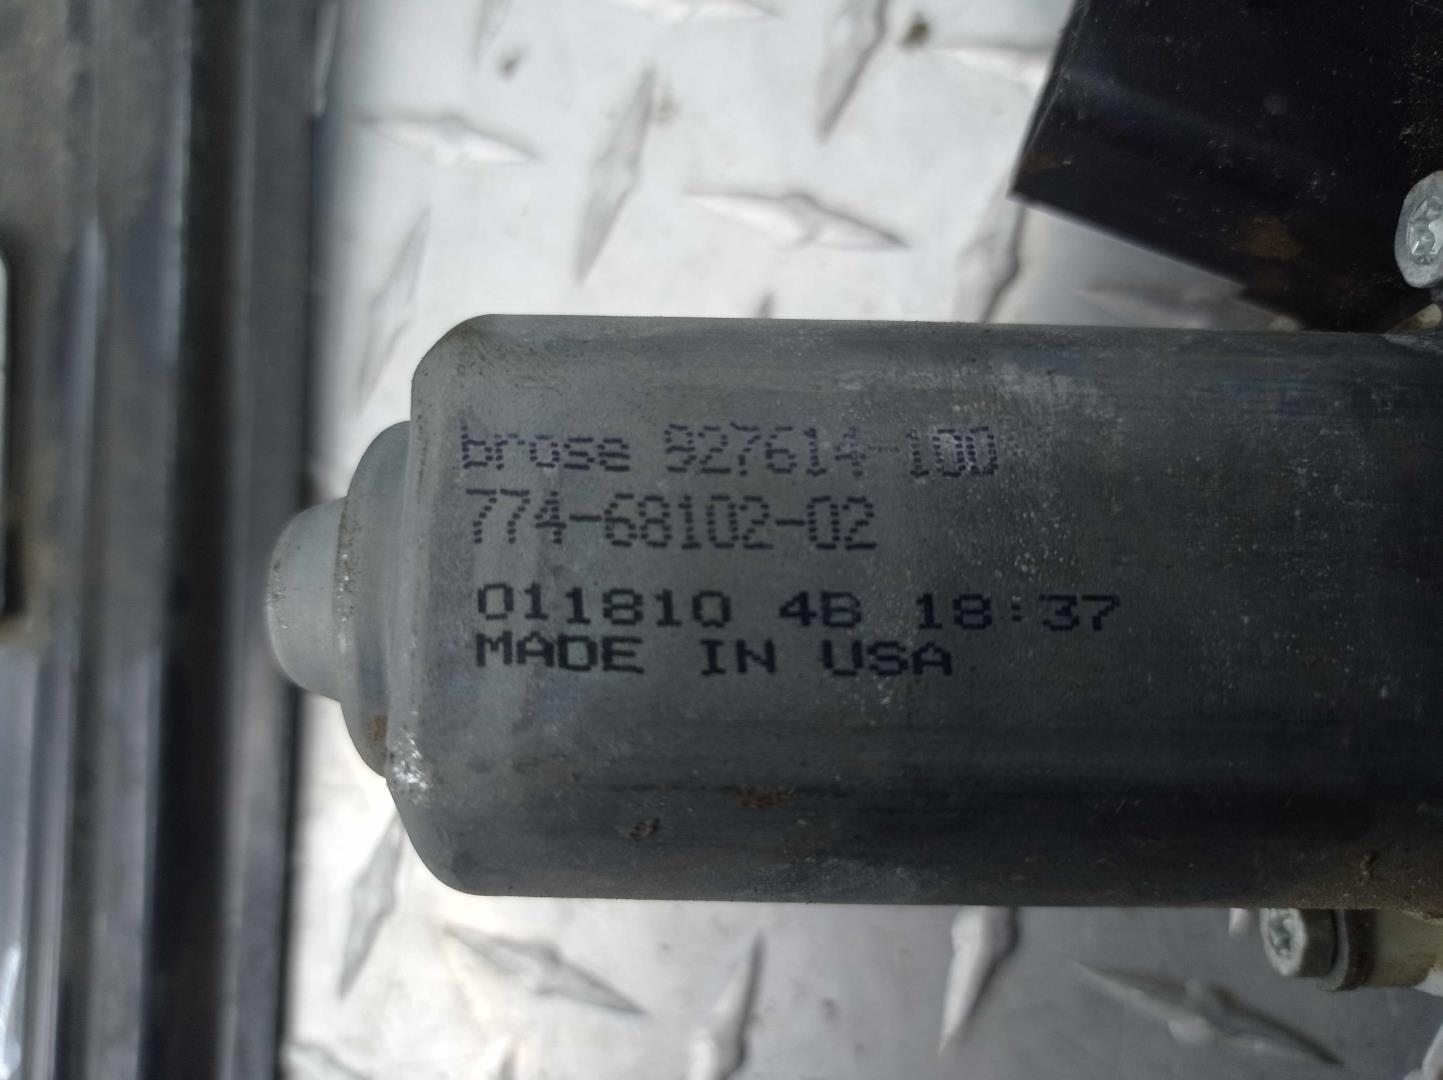 brose 927614-100
774-68102-02
011810 4B 18:37
MADE IN USA